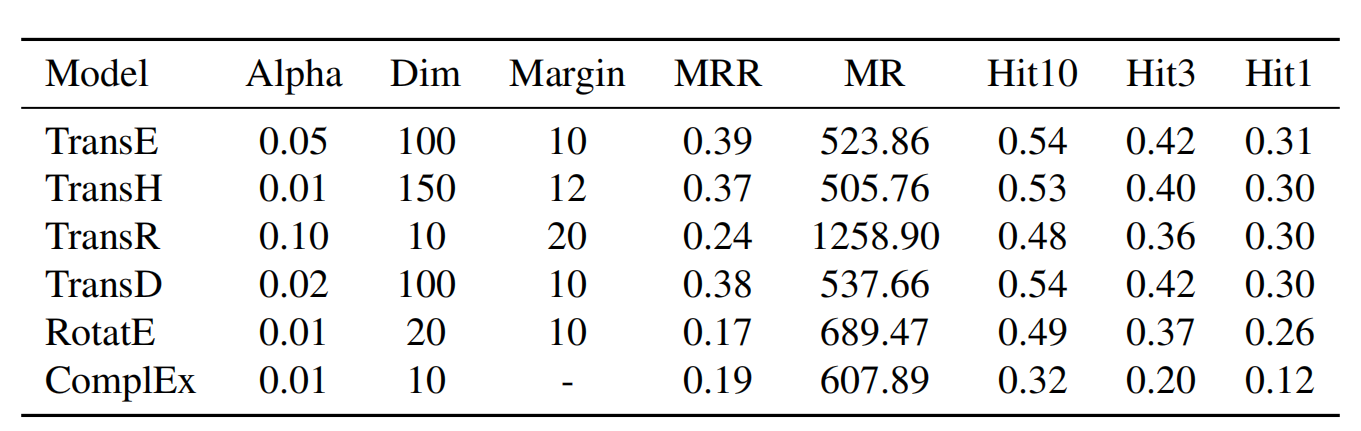 Model Alpha Dim Margin MRR MR Hit10 Hit3 Hit1
TransE 0.05 100 10 0.39 523.86 0.54 0.42 0.31
TransH 0.01 150 12 0.37 505.76 0.53 0.40 0.30
TransR 0.10 10 20 0.24 1258.90 0.48 0.36 0.30
TransD 0.02 100 10 0.38 537.66 0.54 0.42 0.30
RotatE 0.01 20 10 0.17 689.47 0.49 0.37 0.26
ComplEx 0.01 10 - 0.19 607.89 0.32 0.20 0.12